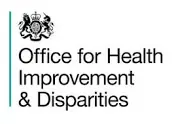 Office for Health
Improvement
& Disparities